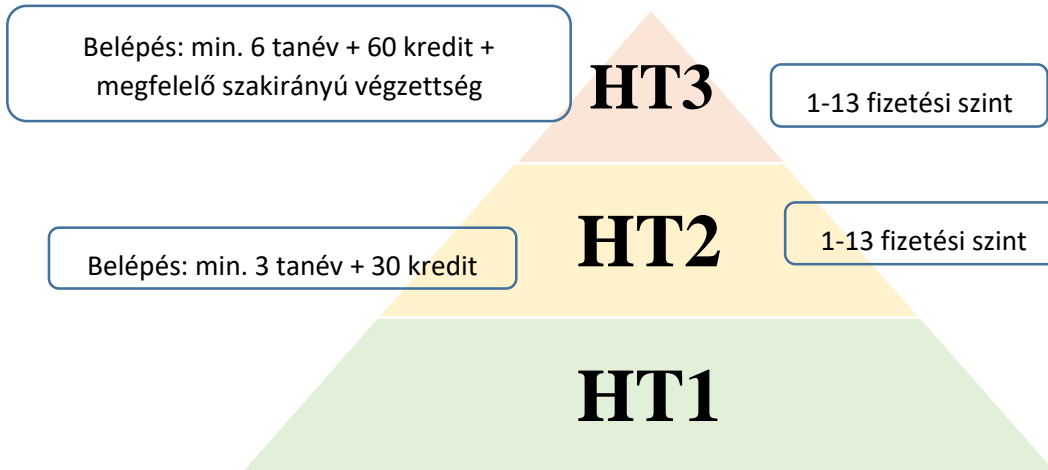 Belépés: min. 6 tanév + 60 kredit +
megfelelő szakirányú végzettség
HT3
1-13 fizetési szint
HT2
1-13 fizetési szint
Belépés: min. 3 tanév + 30 kredit
HT1